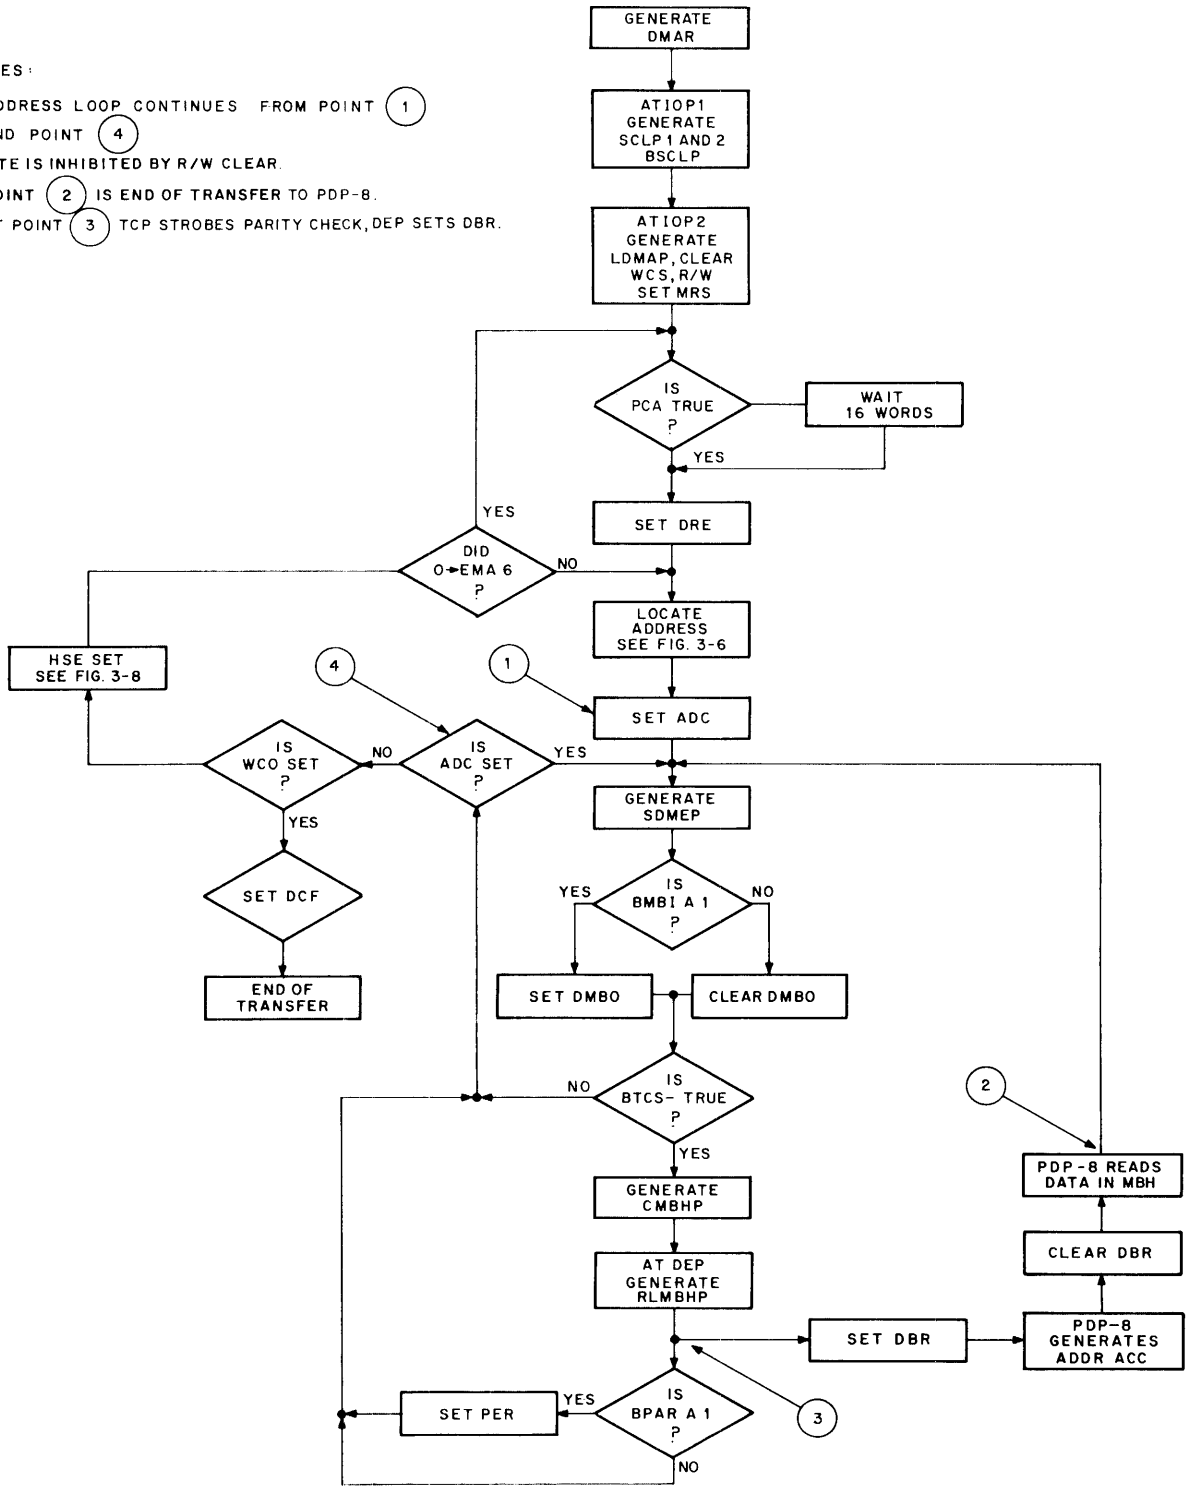 GENERATE
DMAR
ES:
DDRESS LOOP CONTINUES FROM POINT 1
ND POINT 4
TE IS INHIBITED BY R/W CLEAR.
OINT 2 IS END OF TRANSFER TO PDP-8.
T POINT 3 TCP STROBES PARITY CHECK, DEP SETS DBR.
ATIOP1
GENERATE
SCLP1 AND 2
BSCLP
ATIOP2
GENERATE
LDMAP, CLEAR
WCS, R/W
SET MRS
IS
PCA TRUE
?
WAIT
16 WORDS
YES
SET DRE
YES
DID
0→EMA 6
?
NO
LOCATE
ADDRESS
SEE FIG. 3-6
HSE SET
SEE FIG. 3-8
4
1
SET ADC
IS
WCO SET
?
NO
IS
ADC SET
?
YES
GENERATE
SDMEP
YES
SET DCF
YES
IS
BMBI A 1
?
NO
END OF
TRANSFER
SET DMBO
CLEAR DMBO
NO
IS
BTCS- TRUE
?
2
YES
GENERATE
CMBHP
PDP-8 READS
DATA IN MBH
CLEAR DBR
AT DEP
GENERATE
RLMBHP
SET DBR
PDP-8
GENERATES
ADDR ACC
SET PER
YES
IS
BPAR A 1
?
3
NO